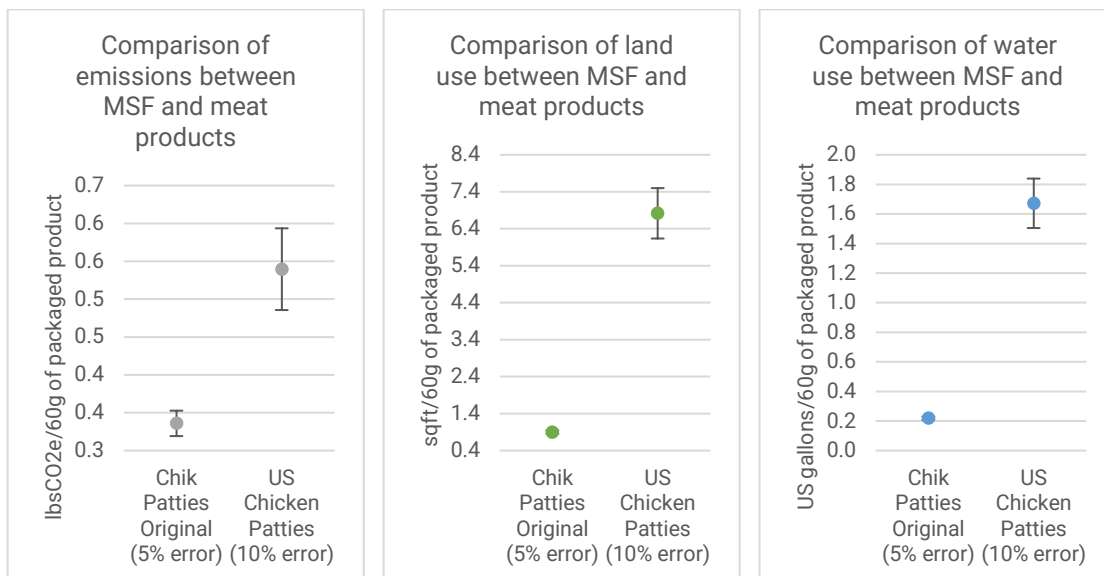 Comparison of
emissions between
MSF and meat
products
lbsCO2e/60g of packaged product
0.7
0.6
0.6
0.5
0.5
0.4
0.4
0.3
Chik
Patties
Original
(5% error)
US
Chicken
Patties
(10% error)
Comparison of land
use between MSF and
meat products
sqft/60g of packaged product
8.4
7.4
6.4
5.4
4.4
3.4
2.4
1.4
0.4
Chik
Patties
Original
(5% error)
US
Chicken
Patties
(10% error)
Comparison of water
use between MSF and
meat products
US gallons/60g of packaged product
2.0
1.8
1.6
1.4
1.2
1.0
0.8
0.6
0.4
0.2
0.0
Chik
Patties
Original
(5% error)
US
Chicken
Patties
(10% error)